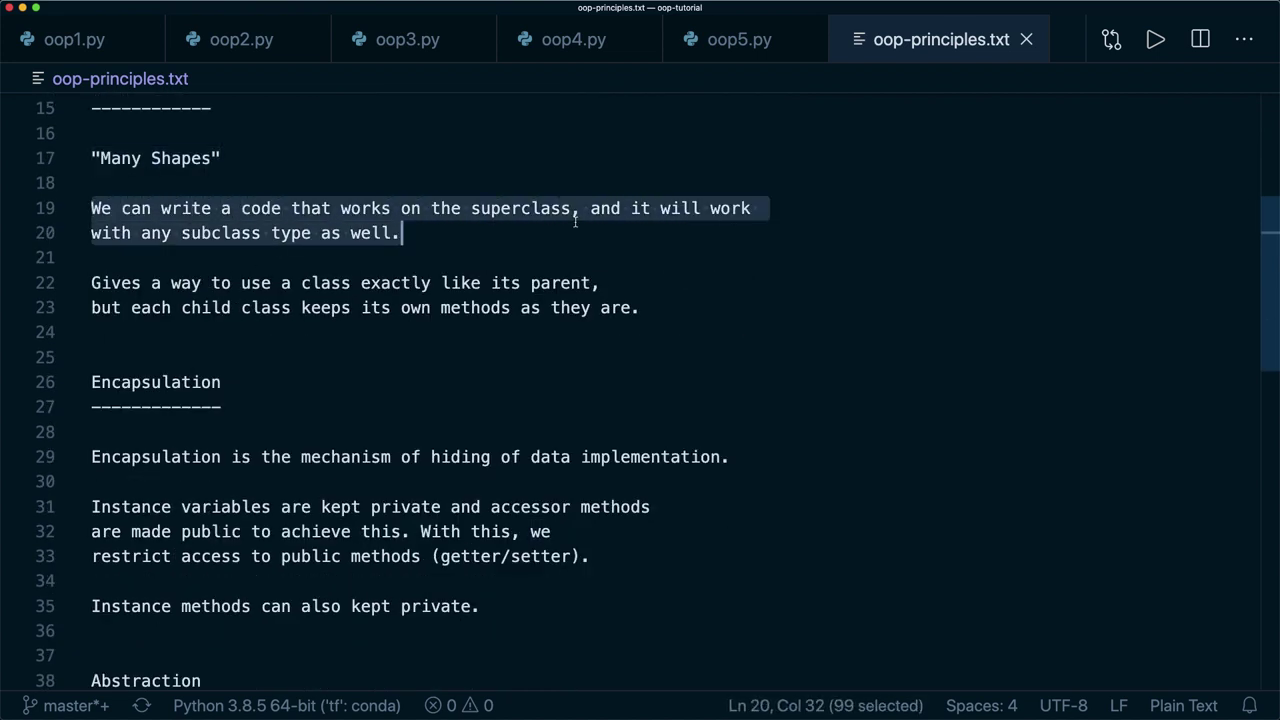 oop-principles.txt — oop-tutorial
oop1.py oop2.py oop3.py oop4.py oop5.py oop-principles.txt
oop-principles.txt
15 ------------
16
17 "Many Shapes"
18
19 We can write a code that works on the superclass, and it will work
20 with any subclass type as well.
21
22 Gives a way to use a class exactly like its parent,
23 but each child class keeps its own methods as they are.
24
25
26 Encapsulation
27 -------------
28
29 Encapsulation is the mechanism of hiding of data implementation.
30
31 Instance variables are kept private and accessor methods
32 are made public to achieve this. With this, we
33 restrict access to public methods (getter/setter).
34
35 Instance methods can also kept private.
36
37
38 Abstraction
master*+ Python 3.8.5 64-bit ('tf': conda) 0 0 Ln 20, Col 32 (99 selected) Spaces: 4 UTF-8 LF Plain Text